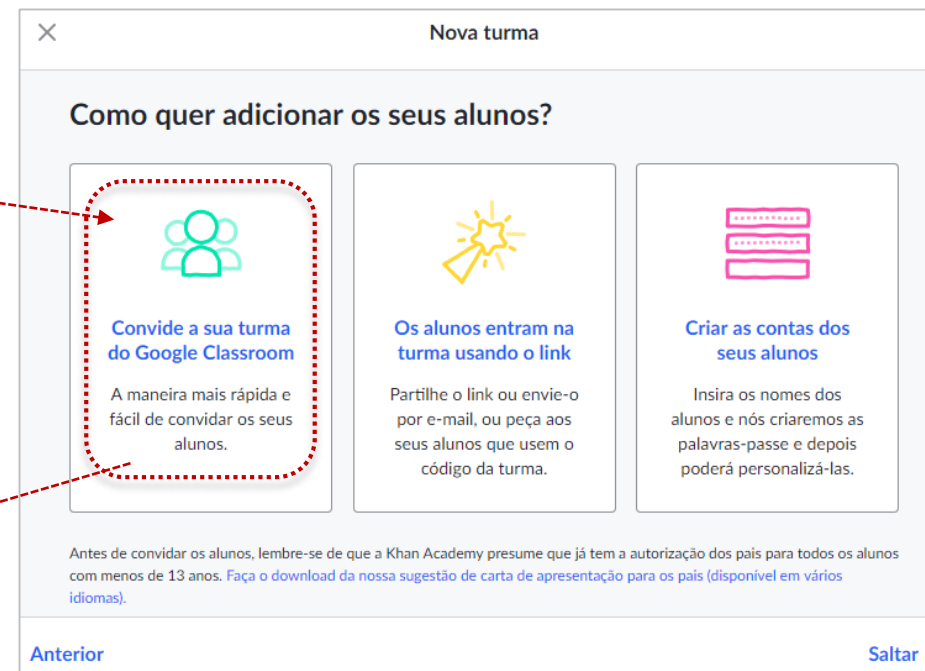 Nova turma
Como quer adicionar os seus alunos?
Convide a sua turma
do Google Classroom
A maneira mais rápida e
fácil de convidar os seus
alunos.
Os alunos entram na
turma usando o link
Partilhe o link ou envie-o
por e-mail, ou peça aos
seus alunos que usem o
código da turma.
Criar as contas dos
seus alunos
Insira os nomes dos
alunos e nós criaremos as
palavras-passe e depois
poderá personalizá-las.
Antes de convidar os alunos, lembre-se de que a Khan Academy presume que já tem a autorização dos pais para todos os alunos
com menos de 13 anos. Faça o download da nossa sugestão de carta de apresentação para os pais (disponível em vários
idiomas).
Anterior
Saltar